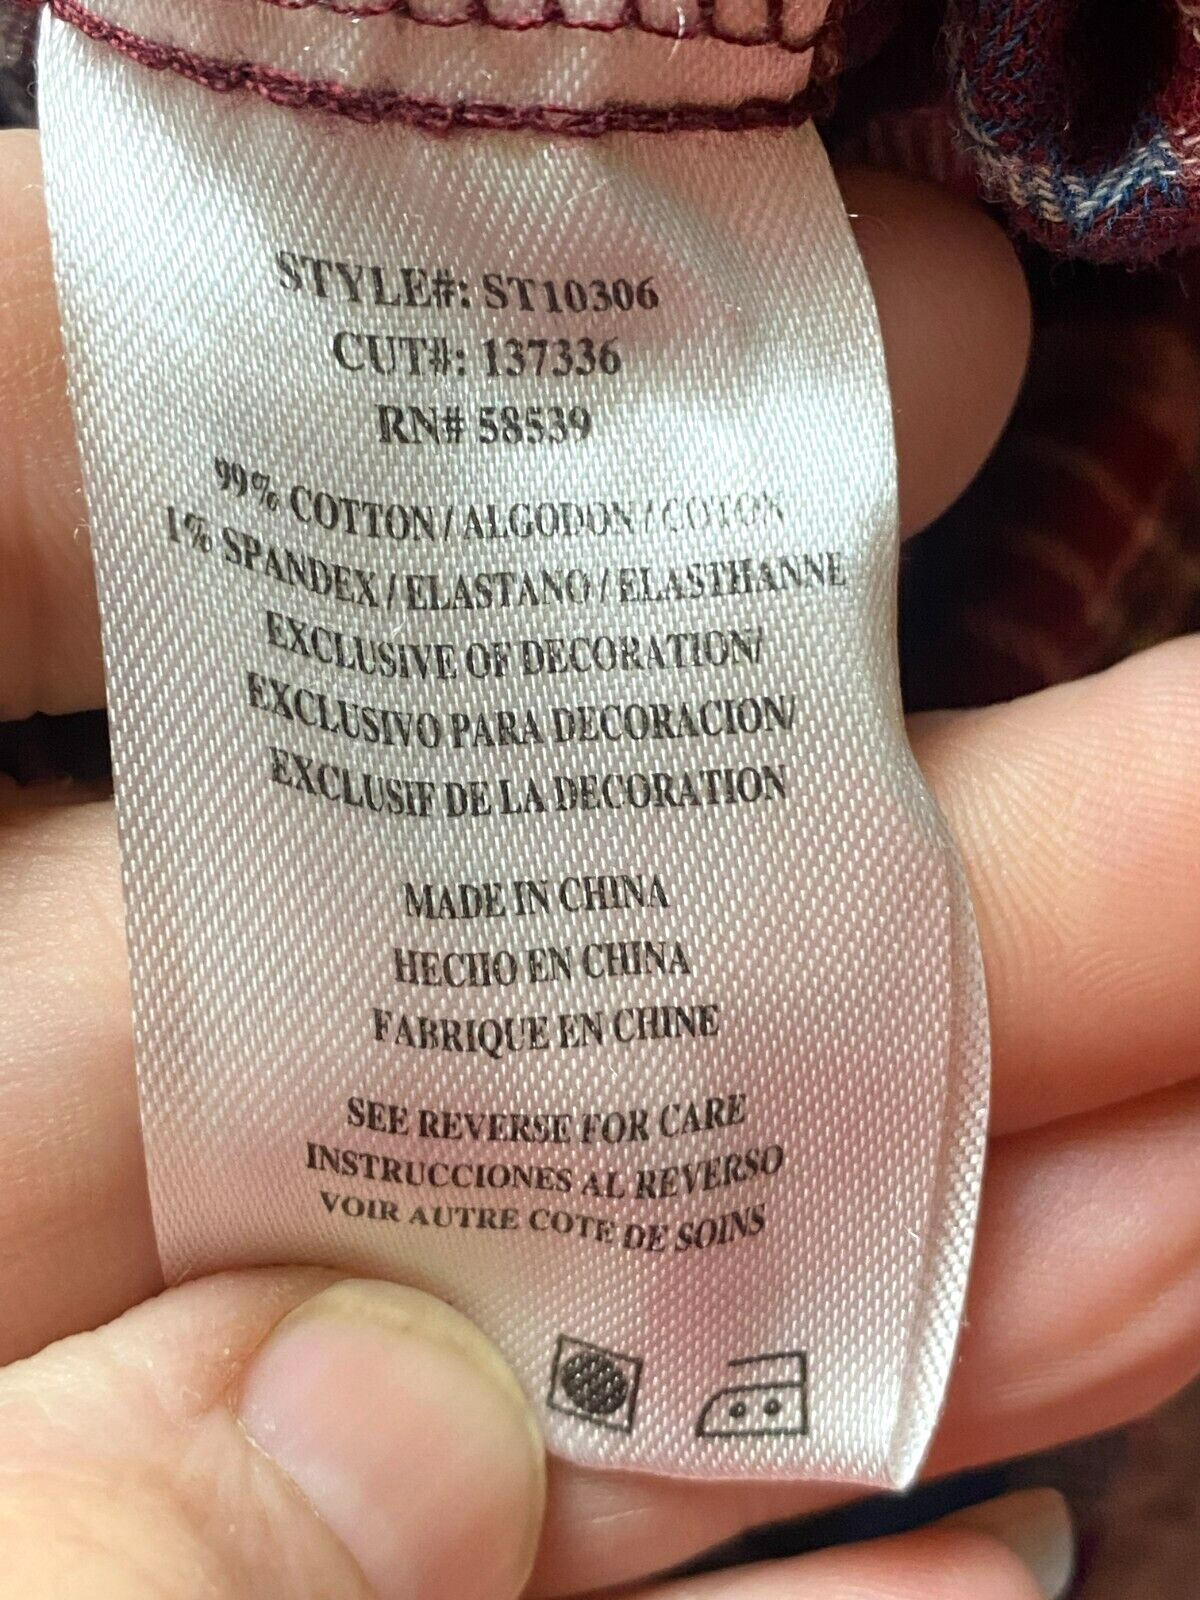 STYLE#: ST10306
CUT#: 137336
RN# 58539
99% COTTON/ALGODON/COTON
1% SPANDEX/ELASTANO/ELASTHANNE
EXCLUSIVE OF DECORATION/
EXCLUSIVO PARA DECORACION/
EXCLUSIF DE LA DECORATION
MADE IN CHINA
HECHO EN CHINA
FABRIQUE EN CHINE
SEE REVERSE FOR CARE
INSTRUCCIONES AL REVERSO
VOIR AUTRE COTE DE SOINS